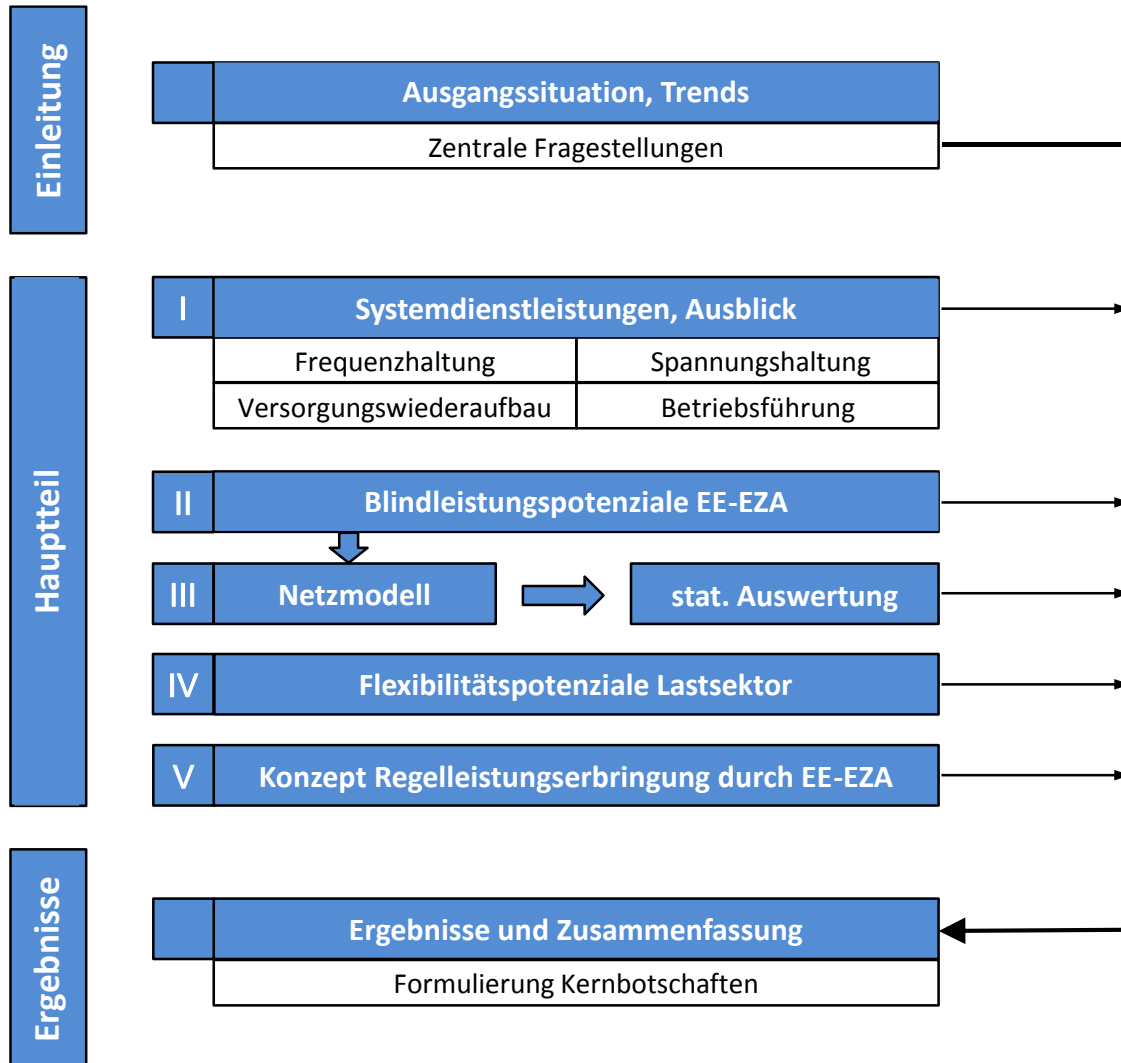 Einleitung
Ausgangssituation, Trends
Zentrale Fragestellungen
Hauptteil
I
Systemdienstleistungen, Ausblick
Frequenzhaltung
Spannungshaltung
Versorgungswiederaufbau
Betriebsführung
II
Blindleistungspotenziale EE-EZA
III
Netzmodell
stat. Auswertung
IV
Flexibilitätspotenziale Lastsektor
V
Konzept Regelleistungserbringung durch EE-EZA
Ergebnisse
Ergebnisse und Zusammenfassung
Formulierung Kernbotschaften